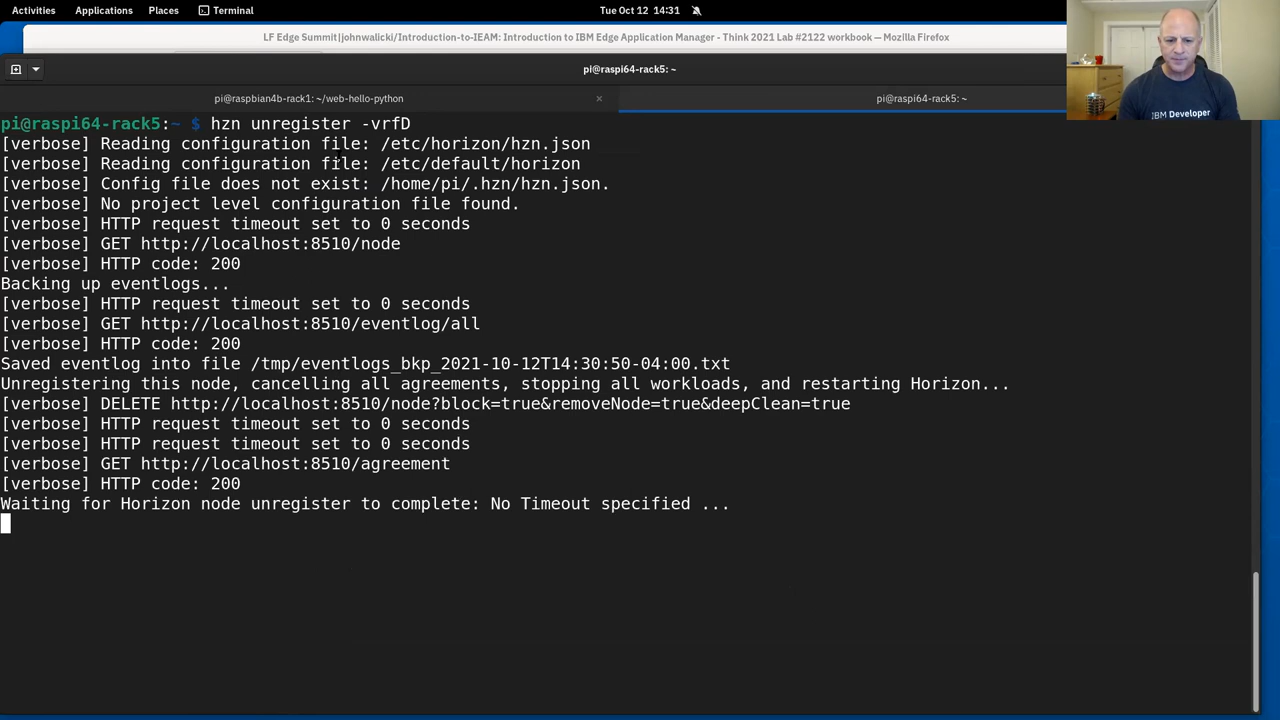 Activities Applications Places Terminal Tue Oct 12 14:31
LF Edge Summit|johnwalicki/Introduction-to-IEAM: Introduction to IBM Edge Application Manager - Think 2021 Lab #2122 workbook — Mozilla Firefox
pi@raspi64-rack5: ~
pi@raspbian4b-rack1: ~/web-hello-python × pi@raspi64-rack5: ~
pi@raspi64-rack5:~ $ hzn unregister -vrfD
[verbose] Reading configuration file: /etc/horizon/hzn.json
[verbose] Reading configuration file: /etc/default/horizon
[verbose] Config file does not exist: /home/pi/.hzn/hzn.json.
[verbose] No project level configuration file found.
[verbose] HTTP request timeout set to 0 seconds
[verbose] GET http://localhost:8510/node
[verbose] HTTP code: 200
Backing up eventlogs...
[verbose] HTTP request timeout set to 0 seconds
[verbose] GET http://localhost:8510/eventlog/all
[verbose] HTTP code: 200
Saved eventlog into file /tmp/eventlogs_bkp_2021-10-12T14:30:50-04:00.txt
Unregistering this node, cancelling all agreements, stopping all workloads, and restarting Horizon...
[verbose] DELETE http://localhost:8510/node?block=true&removeNode=true&deepClean=true
[verbose] HTTP request timeout set to 0 seconds
[verbose] HTTP request timeout set to 0 seconds
[verbose] GET http://localhost:8510/agreement
[verbose] HTTP code: 200
Waiting for Horizon node unregister to complete: No Timeout specified ...
IBM Developer